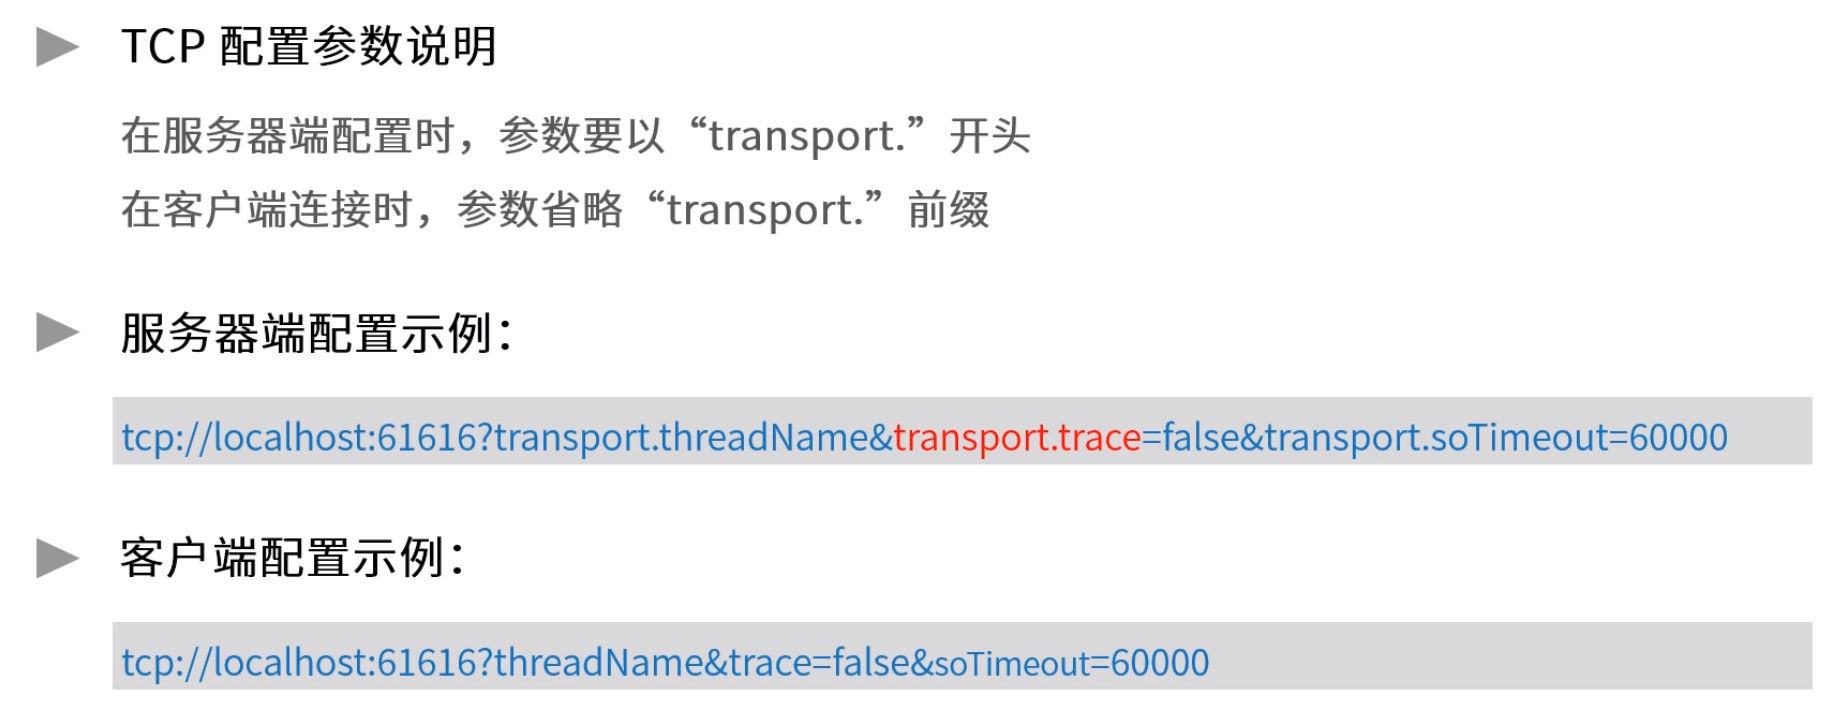 TCP 配置参数说明
在服务器端配置时，参数要以“transport.”开头
在客户端连接时，参数省略“transport.”前缀
服务器端配置示例：
tcp://localhost:61616?transport.threadName&transport.trace=false&transport.soTimeout=60000
客户端配置示例：
tcp://localhost:61616?threadName&trace=false&soTimeout=60000